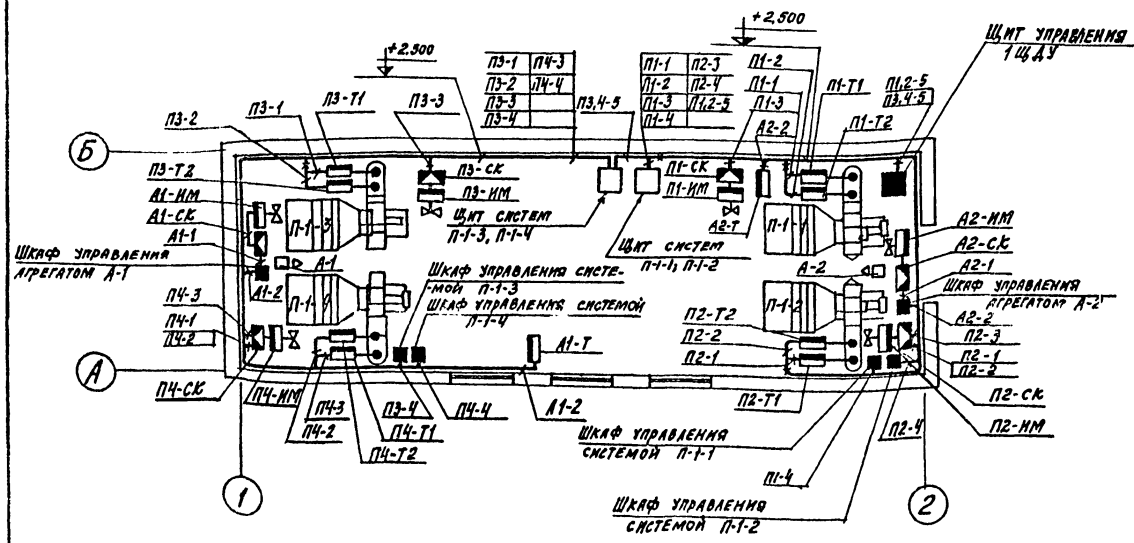 +2,500
+2,500
ЩИТ УПРАВЛЕНИЯ
1 ЩДУ
П3-1 П4-3
П3-2 П4-4
П3-3
П3-4
П3,4-5
П1-1 П2-3
П1-2 П2-4
П1-3 П1,2-5
П1-4
П1-2
П1-1
П1-3
А2-2
П1-Т1
П1-Т2
П1,2-5
П3,4-5
П3-2
П3-1
П3-Т1
П3-3
Б
П3-Т2
А1-ИМ
А1-СК
А1-1
ШКАФ УПРАВЛЕНИЯ
АГРЕГАТОМ А-1
П3-СК
П3-ИМ
ЩИТ СИСТЕМ
П-1-3, П-1-4
П1-СК
П1-ИМ
А2-Т
ЩИТ СИСТЕМ
П-1-1, П-1-2
П-1-3
П-1-1
А-1
А-2
А1-2
А2-ИМ
А2-СК
А2-1
ШКАФ УПРАВЛЕНИЯ
АГРЕГАТОМ А-2
А2-2
ШКАФ УПРАВЛЕНИЯ СИСТЕ-
МОЙ П-1-3
ШКАФ УПРАВЛЕНИЯ СИСТЕМОЙ
П-1-4
П-1-2
П4-3
П4-1
П4-2
П4-СК
П4-ИМ
А1-Т
П2-Т2
П2-2
П2-1
П2-Т1
П2-3
П2-1
П2-2
П2-СК
П2-ИМ
П2-4
А
П4-3
П4-2
П4-Т1
П4-Т2
П3-4
П4-4
А1-2
ШКАФ УПРАВЛЕНИЯ
СИСТЕМОЙ П-1-1
П1-4
ШКАФ УПРАВЛЕНИЯ
СИСТЕМОЙ П-1-2
1
2